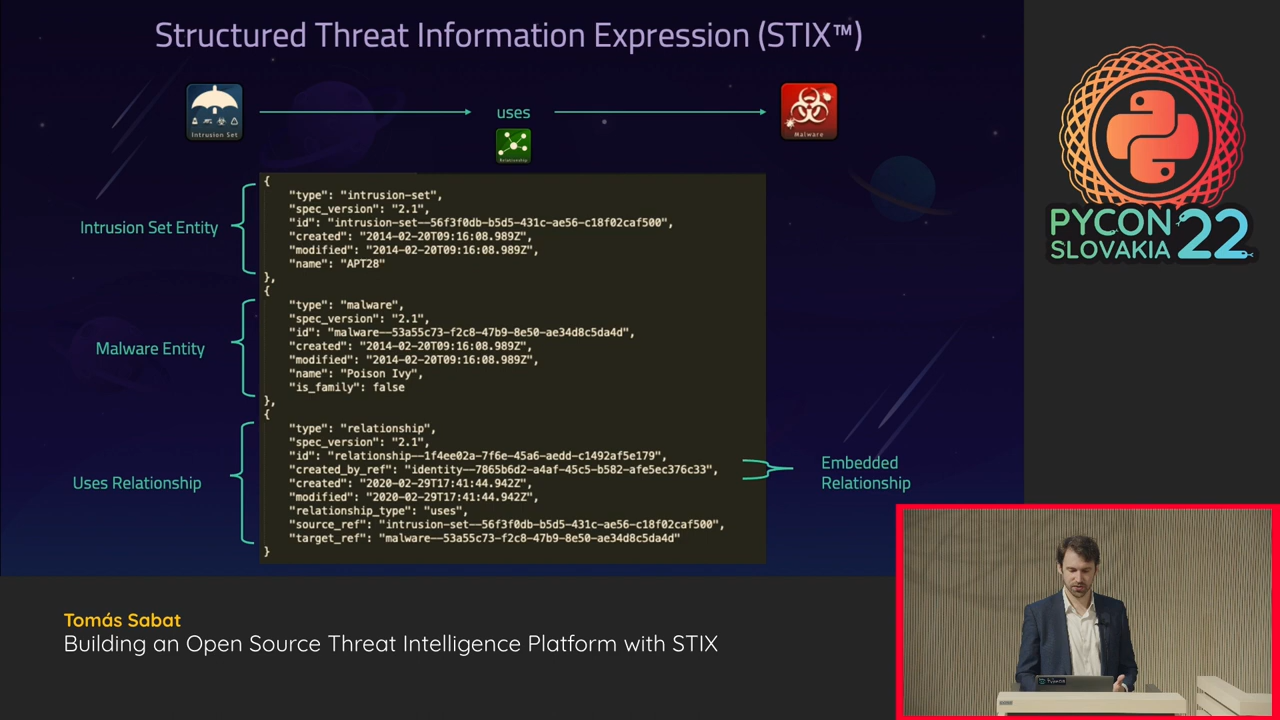 Structured Threat Information Expression (STIX™)
Intrusion Set
uses
Relationship
Malware
Intrusion Set Entity
{
"type": "intrusion-set",
"spec_version": "2.1",
"id": "intrusion-set--56f3f0db-b5d5-431c-ae56-c18f02caf500",
"created": "2014-02-20T09:16:08.989Z",
"modified": "2014-02-20T09:16:08.989Z",
"name": "APT28"
},
Malware Entity
{
"type": "malware",
"spec_version": "2.1",
"id": "malware--53a55c73-f2c8-47b9-8e50-ae34d8c5da4d",
"created": "2014-02-20T09:16:08.989Z",
"modified": "2014-02-20T09:16:08.989Z",
"name": "Poison Ivy",
"is_family": false
},
Uses Relationship
{
"type": "relationship",
"spec_version": "2.1",
"id": "relationship--1f4ee02a-7f6e-45a6-aedd-c1492af5e179",
"created_by_ref": "identity--7865b6d2-a4af-45c5-b582-afe5ec376c33",
"created": "2020-02-29T17:41:44.942Z",
"modified": "2020-02-29T17:41:44.942Z",
"relationship_type": "uses",
"source_ref": "intrusion-set--56f3f0db-b5d5-431c-ae56-c18f02caf500",
"target_ref": "malware--53a55c73-f2c8-47b9-8e50-ae34d8c5da4d"
}
Embedded
Relationship
PYCON
SLOVAKIA
22
Tomás Sabat
Building an Open Source Threat Intelligence Platform with STIX